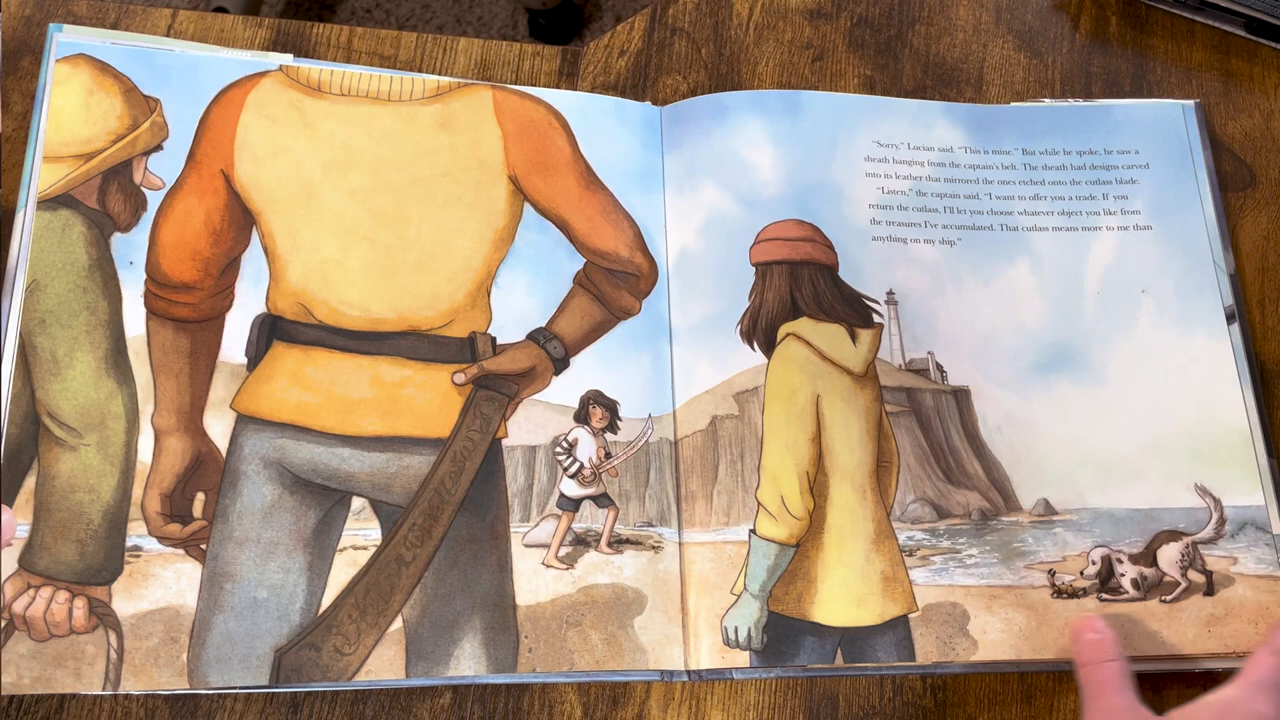 “Sorry,” Lucian said. “This is mine.” But while he spoke, he saw a
sheath hanging from the captain’s belt. The sheath had designs carved
into its leather that mirrored the ones etched onto the cutlass blade.
“Listen,” the captain said, “I want to offer you a trade. If you
return the cutlass, I’ll let you choose whatever object you like from
the treasures I’ve accumulated. That cutlass means more to me than
anything on my ship.”